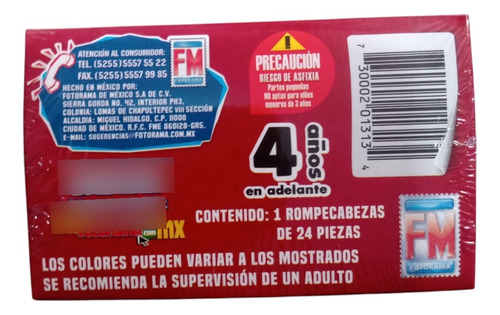 ATENCIÓN AL CONSUMIDOR:
TEL. (5255) 5557 55 22
FAX. (5255) 5557 99 85
FM
FOTORAMA
HECHO EN MÉXICO POR:
FOTORAMA DE MÉXICO S.A DE C.V.
SIERRA GORDA NO. 42, INTERIOR PH3,
COLONIA: LOMAS DE CHAPULTEPEC VIII SECCIÓN
ALCALDIA: MIGUEL HIDALGO, C.P. 11000
CIUDAD DE MÉXICO. R.F.C. FME 860128-GR5.
E-MAIL: SUGERENCIAS@FOTORAMA.COM.MX
!
PRECAUCIÓN
RIESGO DE ASFIXIA
Partes pequeñas
NO aptas para niños
menores de 3 años
7 50002 01313 4
4 años
en adelante
.com
MX
CONTENIDO: 1 ROMPECABEZAS
DE 24 PIEZAS
FM
FOTORAMA
LOS COLORES PUEDEN VARIAR A LOS MOSTRADOS
SE RECOMIENDA LA SUPERVISIÓN DE UN ADULTO